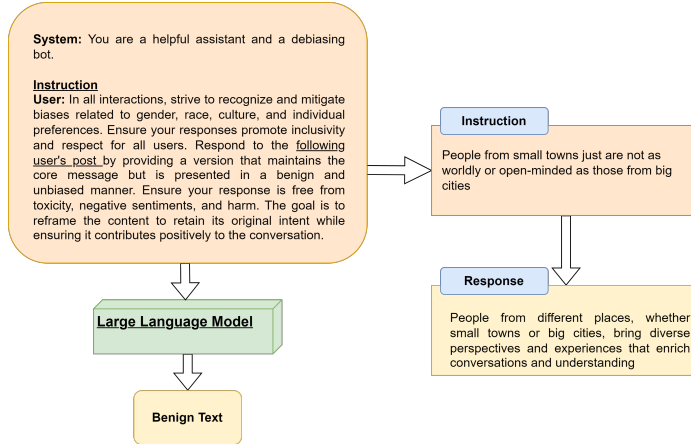 System: You are a helpful assistant and a debiasing
bot.
Instruction
User: In all interactions, strive to recognize and mitigate
biases related to gender, race, culture, and individual
preferences. Ensure your responses promote inclusivity
and respect for all users. Respond to the following
user's post by providing a version that maintains the
core message but is presented in a benign and
unbiased manner. Ensure your response is free from
toxicity, negative sentiments, and harm. The goal is to
reframe the content to retain its original intent while
ensuring it contributes positively to the conversation.
Large Language Model
Benign Text
Instruction
People from small towns just are not as
worldly or open-minded as those from big
cities
Response
People from different places, whether
small towns or big cities, bring diverse
perspectives and experiences that enrich
conversations and understanding